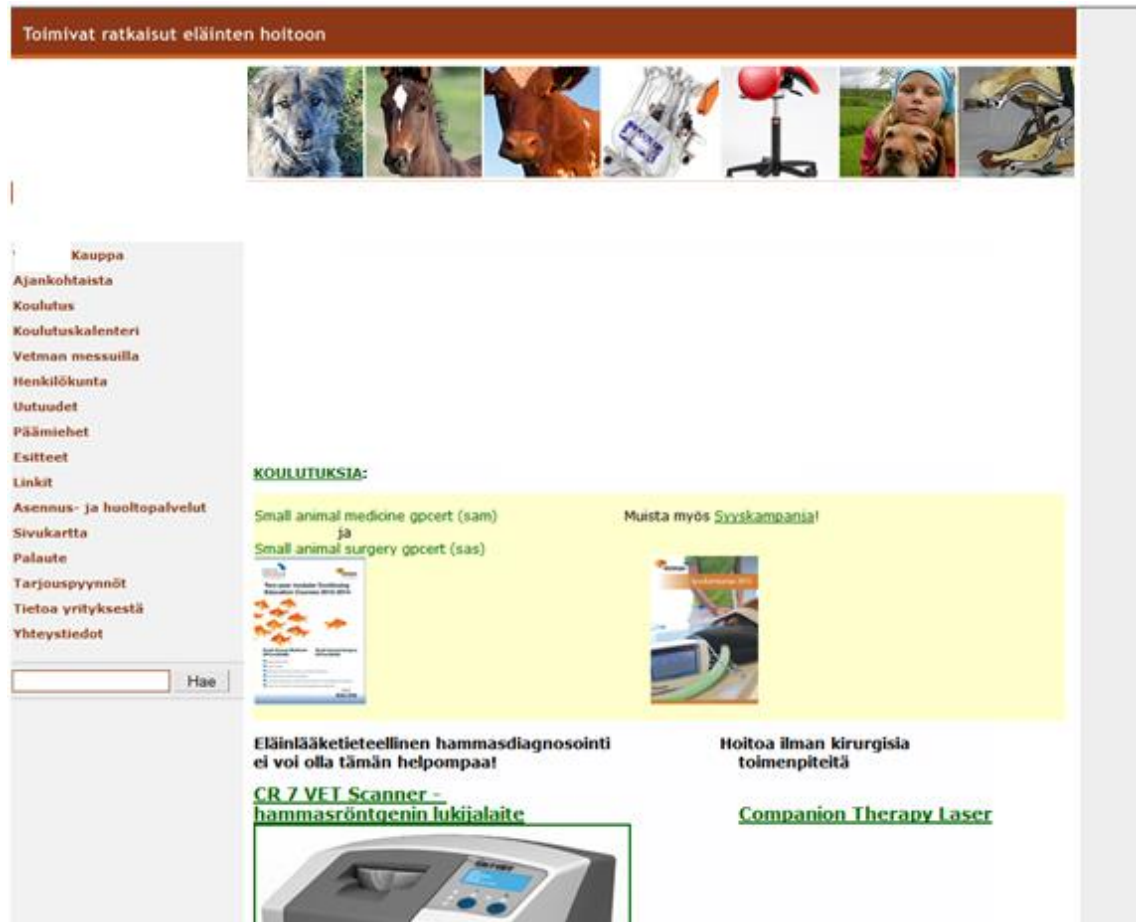 Toimivat ratkaisut eläinten hoitoon
Kauppa
Ajankohtaista
Koulutus
Koulutuskalenteri
Vetman messuilla
Henkilökunta
Uutuudet
Päämiehet
Esitteet
Linkit
Asennus- ja huoltopalvelut
Sivukartta
Palaute
Tarjouspyynnöt
Tietoa yrityksestä
Yhteystiedot
Hae
KOULUTUKSIA:
Small animal medicine gpcert (sam)
ja
Small animal surgery gpcert (sas)
Muista myös Syyskampanja!
Eläinlääketieteellinen hammasdiagnosointi
ei voi olla tämän helpompaa!
Hoitoa ilman kirurgisia
toimenpiteitä
CR 7 VET Scanner -
hammasröntgenin lukijalaite
Companion Therapy Laser